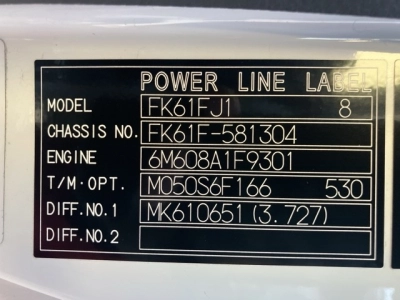 POWER LINE LABEL
MODEL FK61FJ1 8
CHASSIS NO. FK61F-581304
ENGINE 6M608A1F9301
T/M·OPT. M050S6F166 530
DIFF.NO.1 MK610651(3.727)
DIFF.NO.2